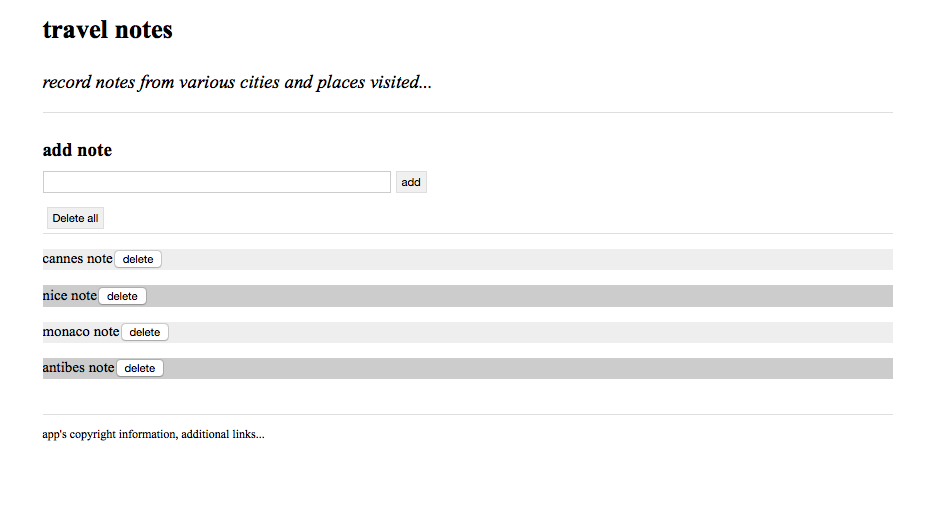 travel notes
record notes from various cities and places visited...
add note
add
Delete all
cannes note delete
nice note delete
monaco note delete
antibes note delete
app's copyright information, additional links...